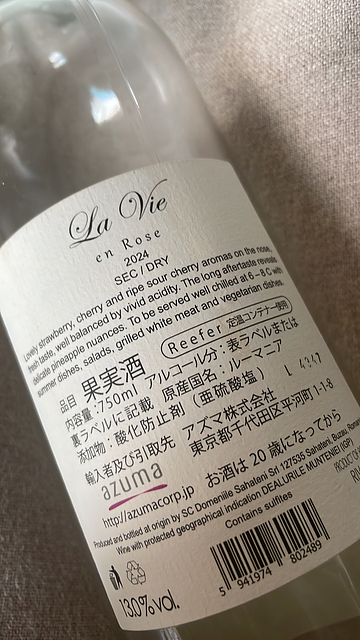 La Vie
en Rose
2024
SEC / DRY
Lovely strawberry, cherry and ripe sour cherry aromas on the nose,
fresh taste, well balanced by vivid acidity. The long aftertaste reveals
delicate pineapple nuances. To be served well chilled at 6–8 C with
summer dishes, salads, grilled white meat and vegetarian dishes.
品目 果実酒 Reefer 定温コンテナー使用
内容量:750ml アルコール分:表ラベルまたは
裏ラベルに記載 原産国名:ルーマニア
添加物:酸化防止剤(亜硫酸塩) L
輸入者及び引取先 アズマ株式会社
東京都千代田区平河町1-1-8
azuma
http://azumacorp.jp お酒は20歳になってから
Produced and bottled at origin by SC Domeniile Sahateni Srl 127535 Sahateni, Buzau,
Wine with protected geographical indication DEALURILE MUNTENIEI (IGP)
Contains sulfites
13.0%vol.
5 941974 802489